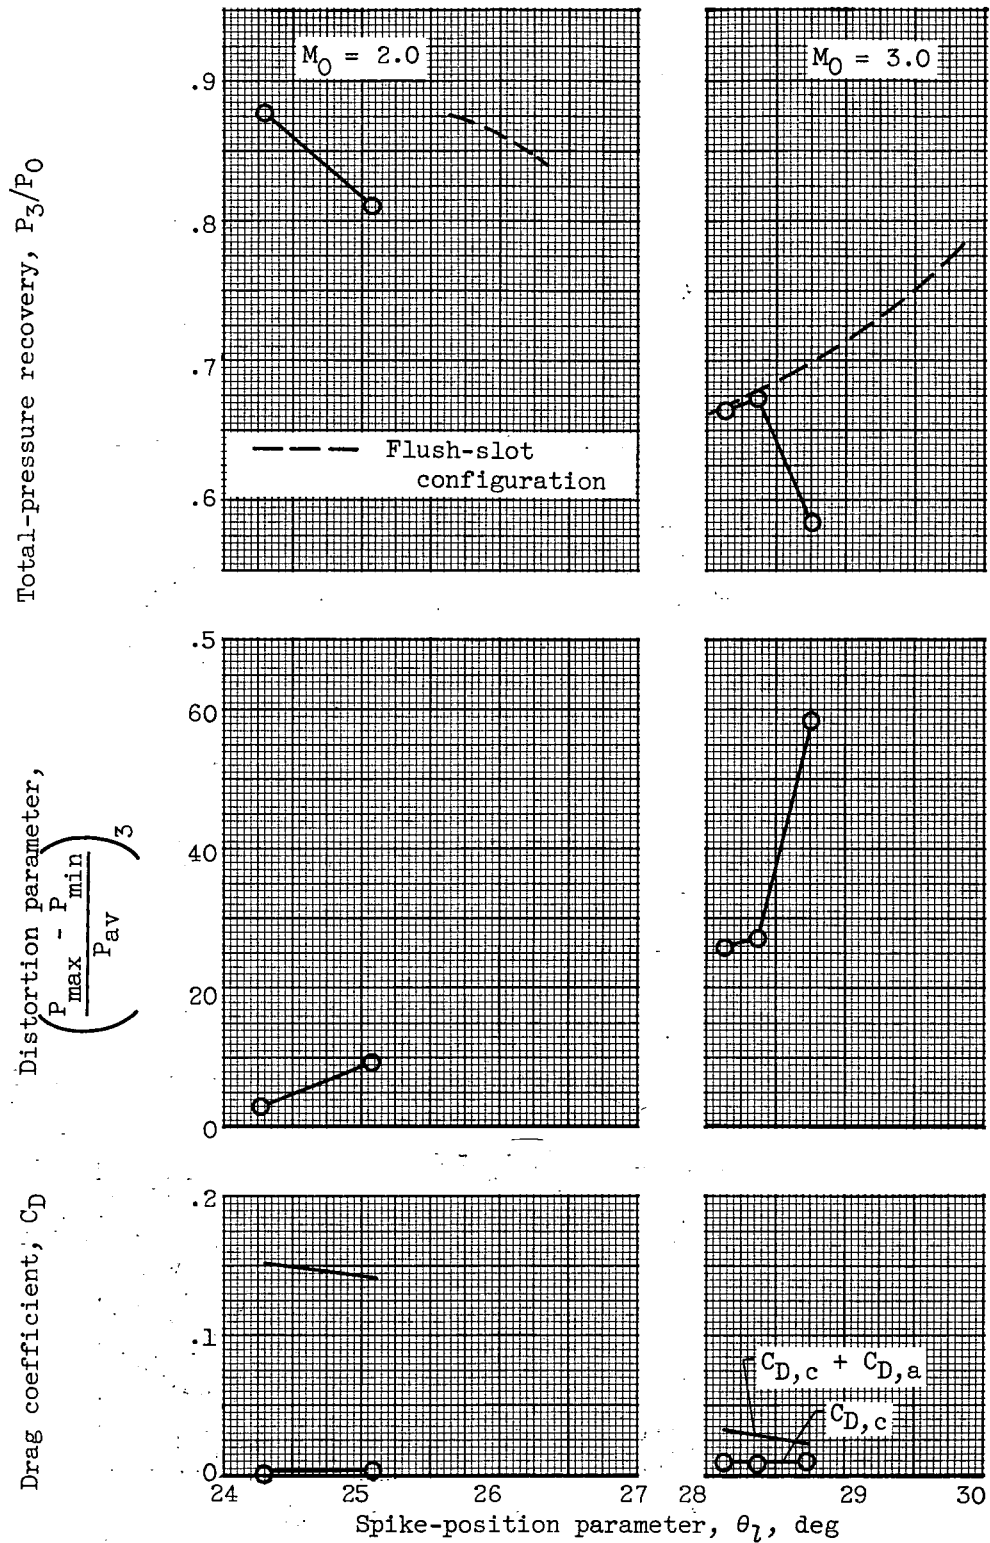 M0 = 2.0
M0 = 3.0
Total-pressure recovery, P3/P0
.9
.8
.7
.6
.5
Flush-slot
configuration
Distortion parameter,
(Pmax - Pmin / Pav)3
60
40
20
0
Drag coefficient, CD
.2
.1
0
CD,c + CD,a
CD,c
24 25 26 27 28 29 30
Spike-position parameter, θl, deg